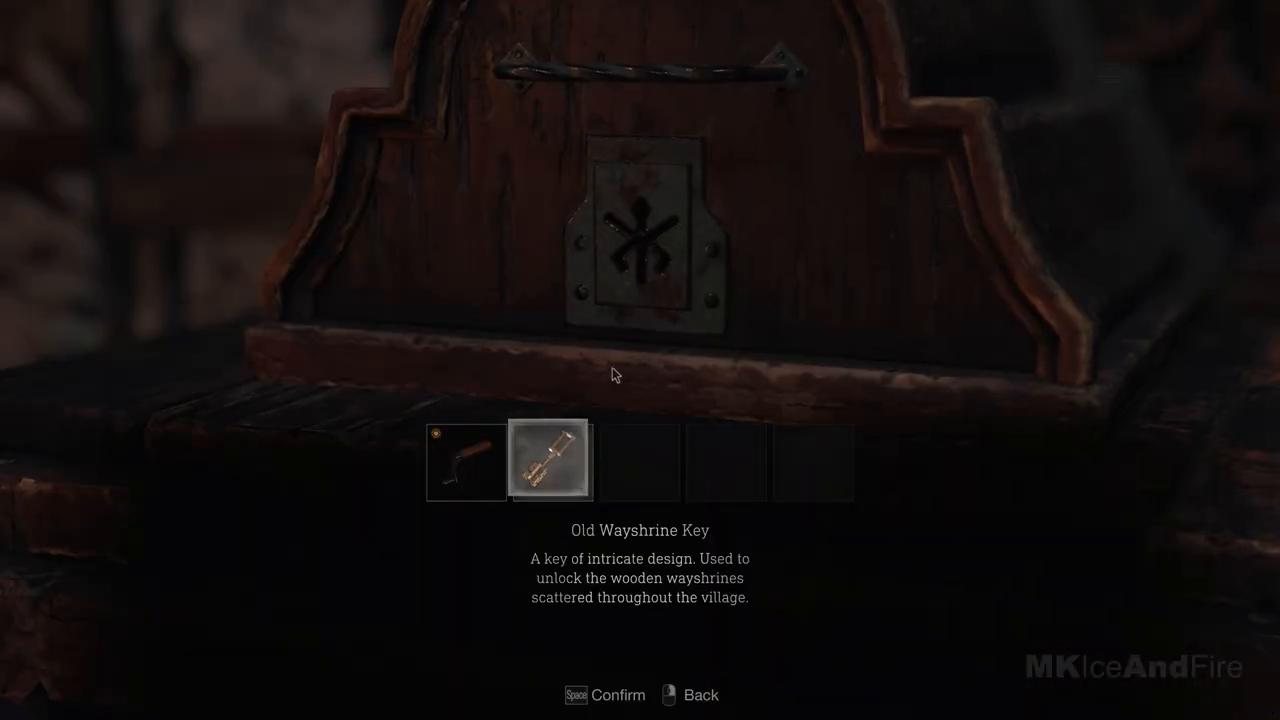 Old Wayshrine Key
A key of intricate design. Used to
unlock the wooden wayshrines
scattered throughout the village.
MKIceAndFire
Space Confirm Back